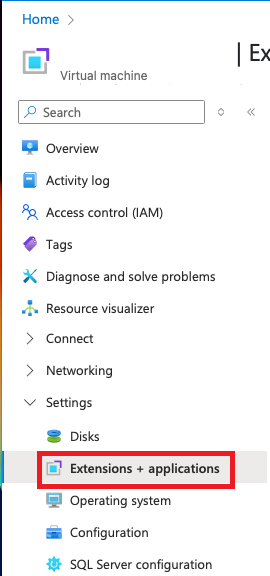 Home >
| Ex
Virtual machine
Search
Overview
Activity log
Access control (IAM)
Tags
Diagnose and solve problems
Resource visualizer
Connect
Networking
Settings
Disks
Extensions + applications
Operating system
Configuration
SQL Server configuration